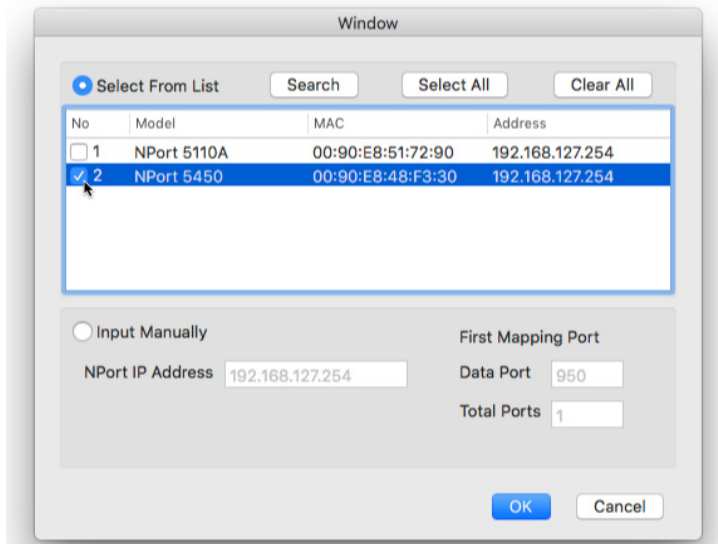 Window
Select From List Search Select All Clear All
No Model MAC Address
1 NPort 5110A 00:90:E8:51:72:90 192.168.127.254
2 NPort 5450 00:90:E8:48:F3:30 192.168.127.254
Input Manually
First Mapping Port
NPort IP Address 192.168.127.254 Data Port 950
Total Ports 1
OK Cancel